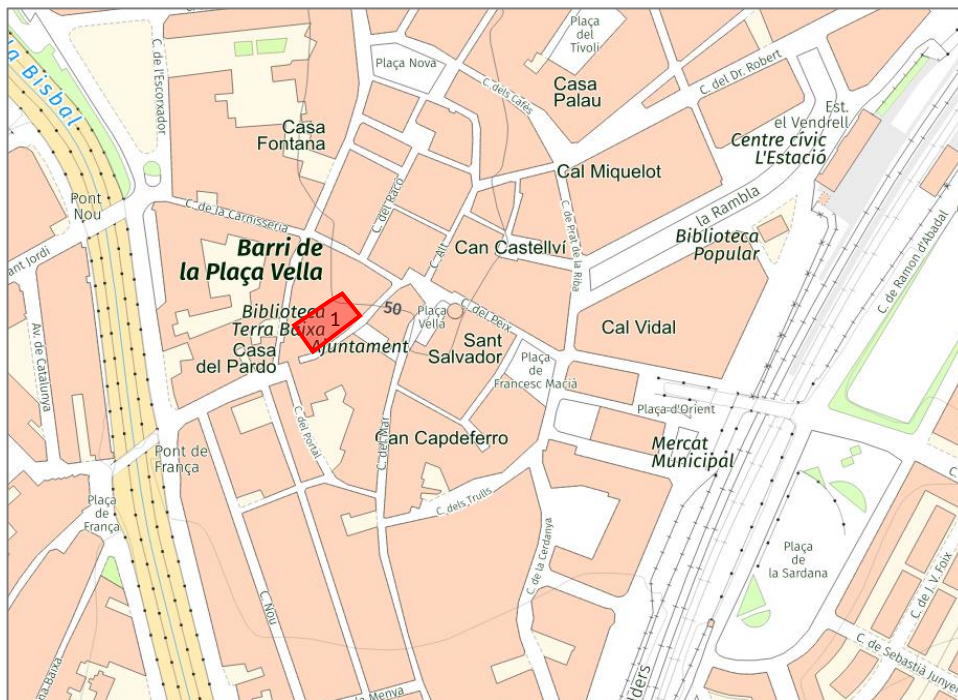 la Bisbal
C. de l'Escorxador
Plaça
del
Tívoli
Plaça Nova
C. dels Cafès
Casa
Palau
C. del Dr. Robert
Est.
el Vendrell
Centre cívic
L'Estació
Casa
Fontana
Cal Miquelot
la Rambla
Pont
Nou
C. de la Carnisseria
C. del Racó
C. Alt
C. de Prat de la Riba
Can Castellví
Biblioteca
Popular
C. de Ramon d'Abadal
ant Jordi
Barri de
la Plaça Vella
Biblioteca
Terra Baixa
1
50
Plaça
Vella
C. del Peix
Cal Vidal
Av. de Catalunya
Casa
del Pardo
Ajuntament
Sant
Salvador
Plaça
de
Francesc Macià
Plaça d'Orient
C. del Portal
C. del Mar
Can Capdeferro
Mercat
Municipal
Pont de
França
Plaça
de
França
C. dels Trulls
C. de la Cerdanya
Plaça
de
la Sardana
C. Nou
C. de J. V. Foix
C. de Sebastià Junyer
na Baixa
la Menya
iders